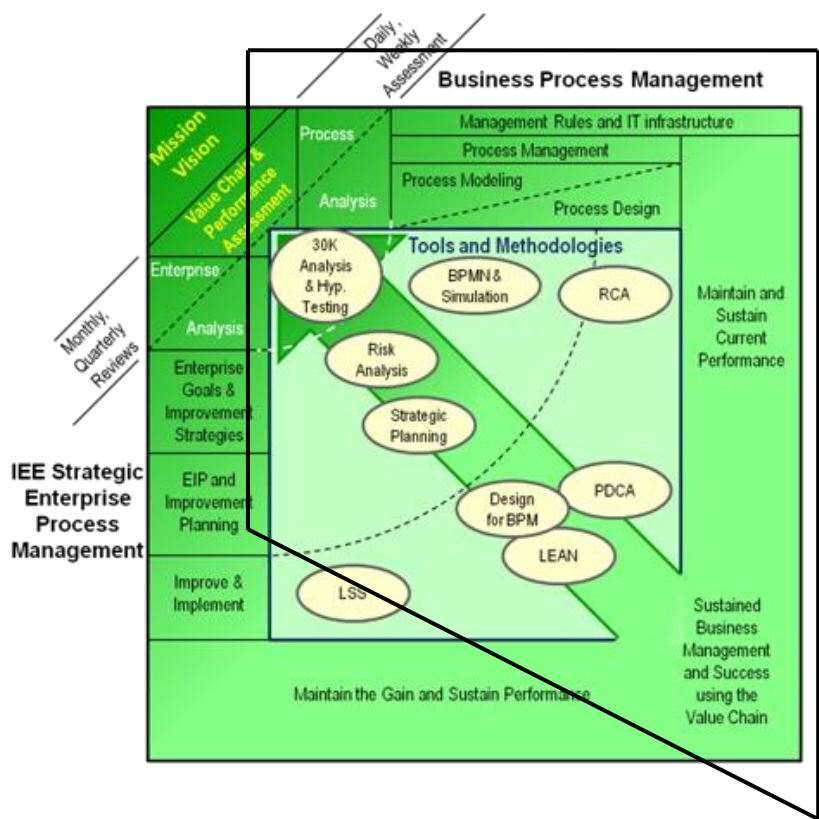 Daily,
Weekly
Assessment
Business Process Management
Mission
Vision
Value Chain &
Performance
Assessment
Process
Analysis
Management Rules and IT infrastructure
Process Management
Process Modeling
Process Design
Enterprise
Analysis
Monthly,
Quarterly
Reviews
Tools and Methodologies
30K
Analysis
& Hyp.
Testing
BPMN &
Simulation
RCA
Maintain and
Sustain
Current
Performance
Risk
Analysis
Enterprise
Goals &
Improvement
Strategies
Strategic
Planning
IEE Strategic
Enterprise
Process
Management
EIP and
Improvement
Planning
Design
for BPM
PDCA
LEAN
Improve &
Implement
LSS
Sustained
Business
Management
and Success
using the
Value Chain
Maintain the Gain and Sustain Performance